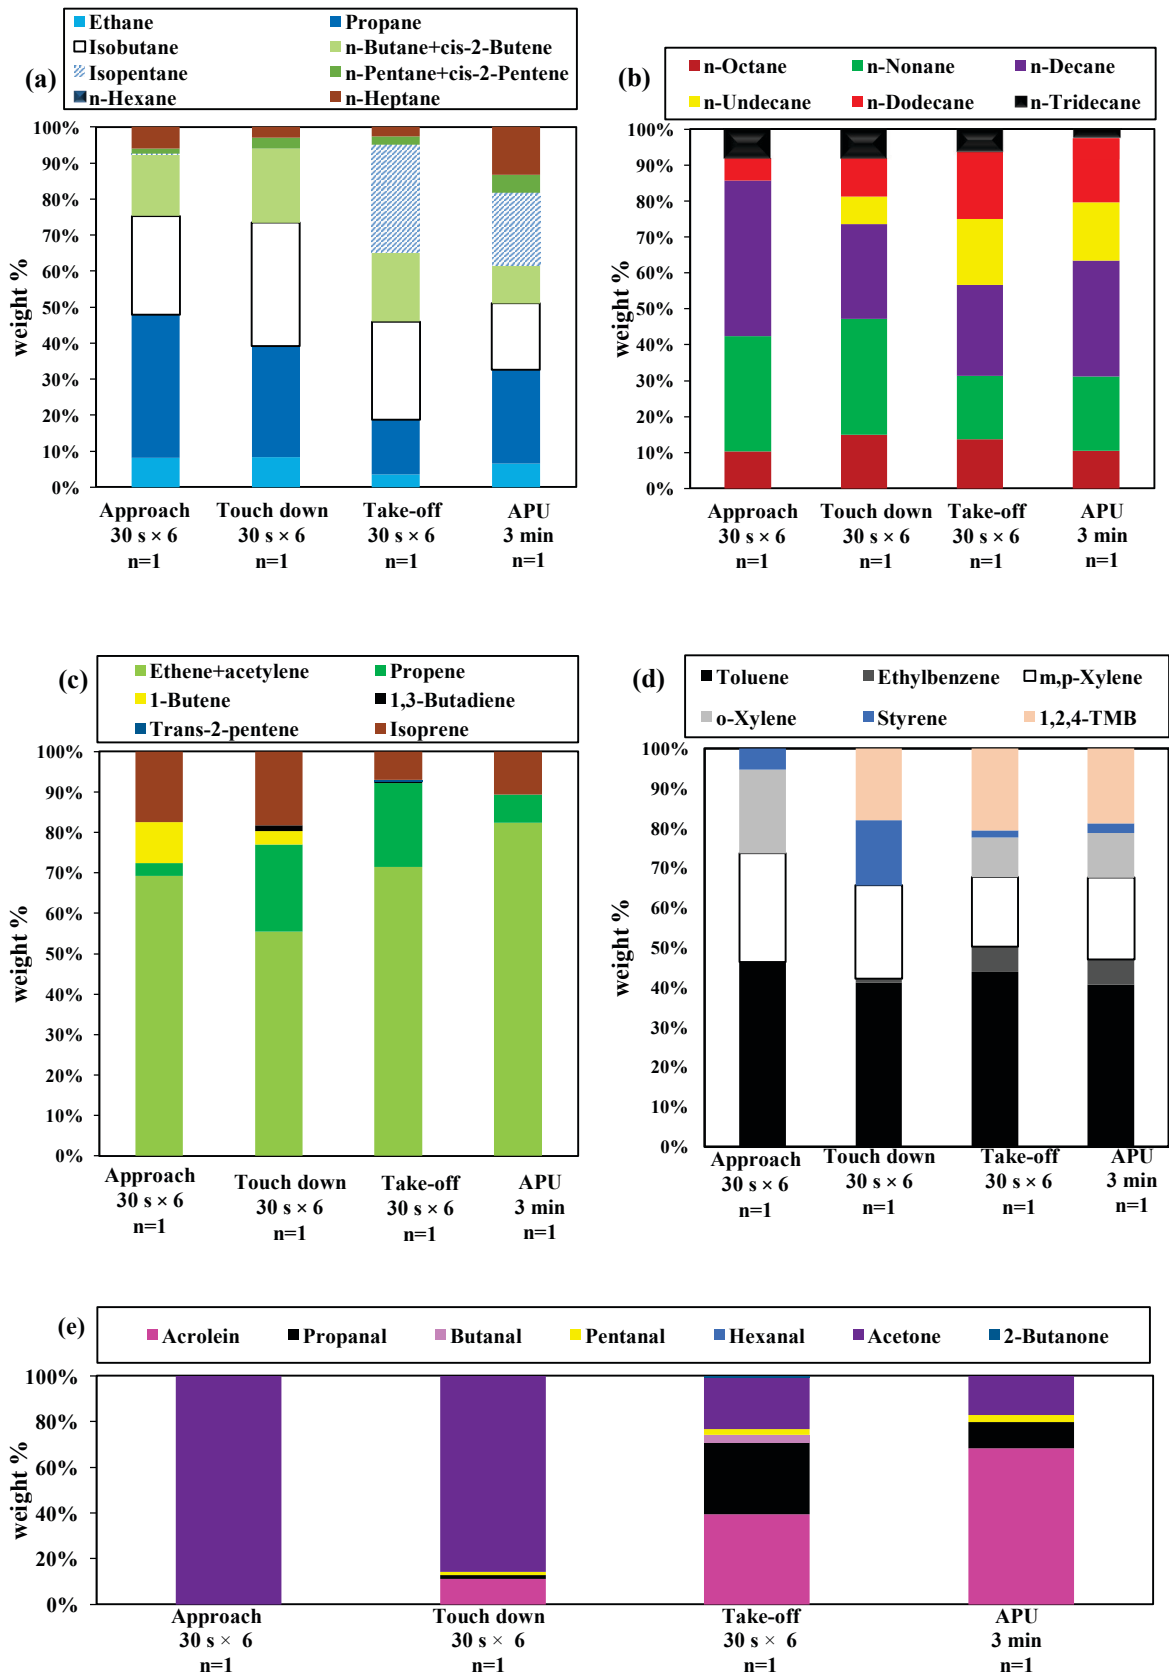 (a)
Ethane Propane
Isobutane n-Butane+cis-2-Butene
Isopentane n-Pentane+cis-2-Pentene
n-Hexane n-Heptane
weight %
100%
90%
80%
70%
60%
50%
40%
30%
20%
10%
0%
Approach Touch down Take-off APU
30 s × 6 30 s × 6 30 s × 6 3 min
n=1 n=1 n=1 n=1
(b)
n-Octane n-Nonane n-Decane
n-Undecane n-Dodecane n-Tridecane
weight %
100%
90%
80%
70%
60%
50%
40%
30%
20%
10%
0%
Approach Touch down Take-off APU
30 s × 6 30 s × 6 30 s × 6 3 min
n=1 n=1 n=1 n=1
(c)
Ethene+acetylene Propene
1-Butene 1,3-Butadiene
Trans-2-pentene Isoprene
weight %
100%
90%
80%
70%
60%
50%
40%
30%
20%
10%
0%
Approach Touch down Take-off APU
30 s × 6 30 s × 6 30 s × 6 3 min
n=1 n=1 n=1 n=1
(d)
Toluene Ethylbenzene m,p-Xylene
o-Xylene Styrene 1,2,4-TMB
weight %
100%
90%
80%
70%
60%
50%
40%
30%
20%
10%
0%
Approach Touch down Take-off APU
30 s × 6 30 s × 6 30 s × 6 3 min
n=1 n=1 n=1 n=1
(e)
Acrolein Propanal Butanal Pentanal Hexanal Acetone 2-Butanone
weight %
100%
80%
60%
40%
20%
0%
Approach Touch down Take-off APU
30 s × 6 30 s × 6 30 s × 6 3 min
n=1 n=1 n=1 n=1